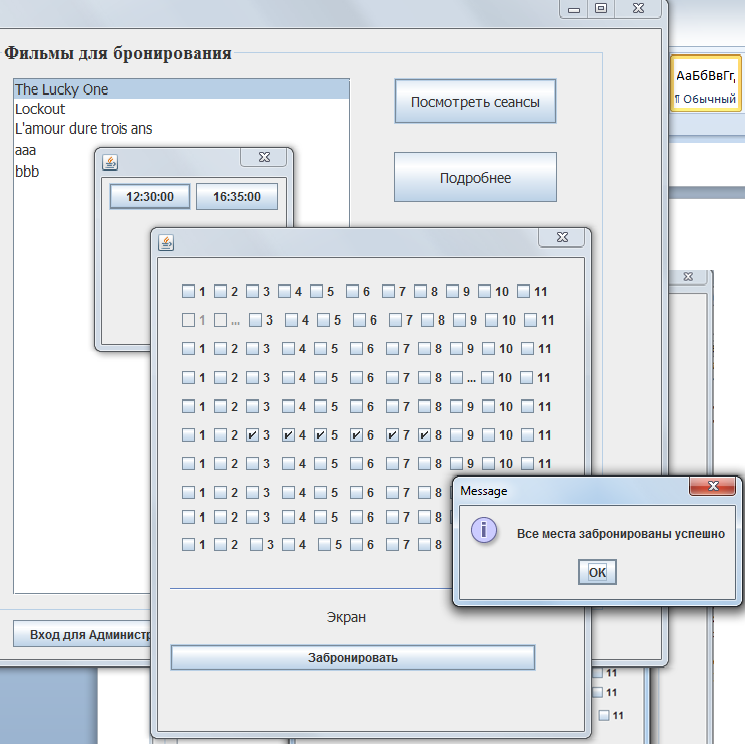 Фильмы для бронирования
The Lucky One
Lockout
L'amour dure trois ans
aaa
bbb
Посмотреть сеансы
Подробнее
АаБбВвГг,
¶ Обычный
12:30:00 16:35:00
1 2 3 4 5 6 7 8 9 10 11
1 ... 3 4 5 6 7 8 9 10 11
1 2 3 4 5 6 7 8 9 10 11
1 2 3 4 5 6 7 8 ... 10 11
1 2 3 4 5 6 7 8 9 10 11
1 2 3 4 5 6 7 8 9 10 11
1 2 3 4 5 6 7 8 9 10 11
1 2 3 4 5 6 7 8
1 2 3 4 5 6 7 8
1 2 3 4 5 6 7 8
Message
Все места забронированы успешно
OK
Экран
Забронировать
Вход для Администр
11
11
11